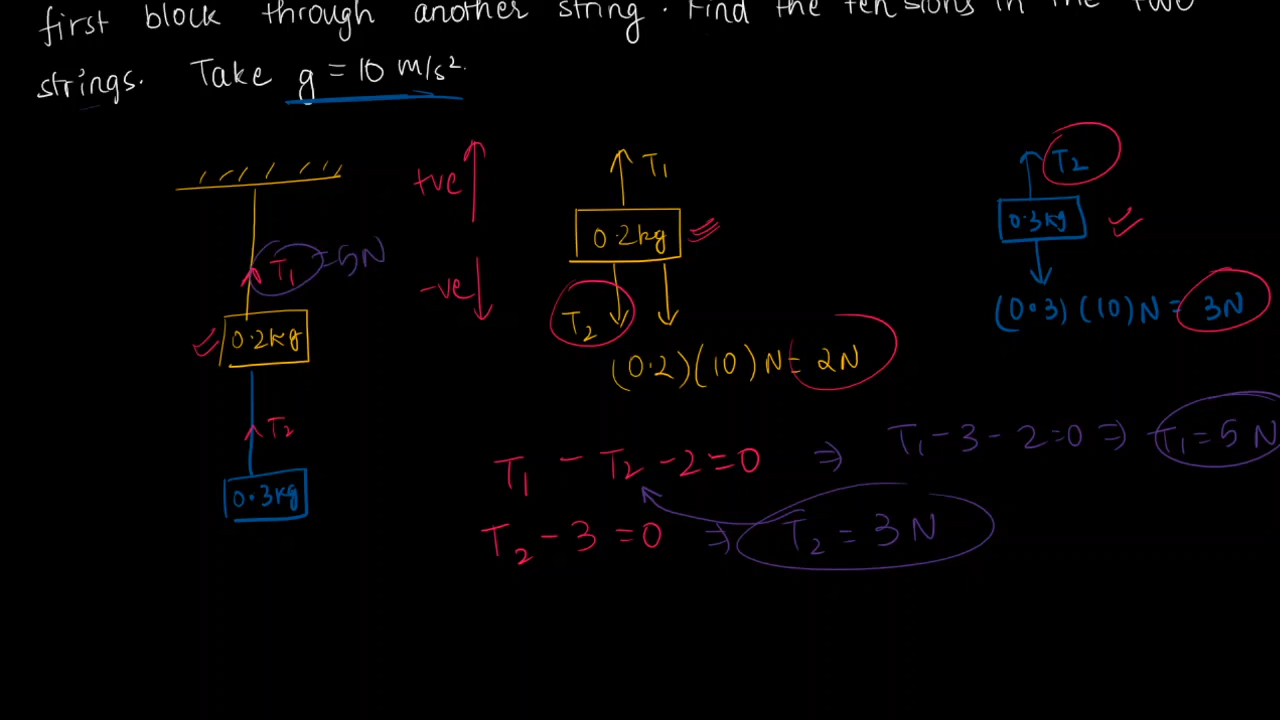 first block through another string. Find the tensions in the two
strings. Take g = 10 m/s².
+ve
-ve
T₁ = 5N
0.2kg
T₂
0.3kg
T₁
0.2kg
T₂
(0.2)(10)N = 2N
T₂
0.3kg
(0.3)(10)N = 3N
T₁ - T₂ - 2 = 0 ⇒ T₁ - 3 - 2 = 0 ⇒ T₁ = 5N
T₂ - 3 = 0 ⇒ T₂ = 3N